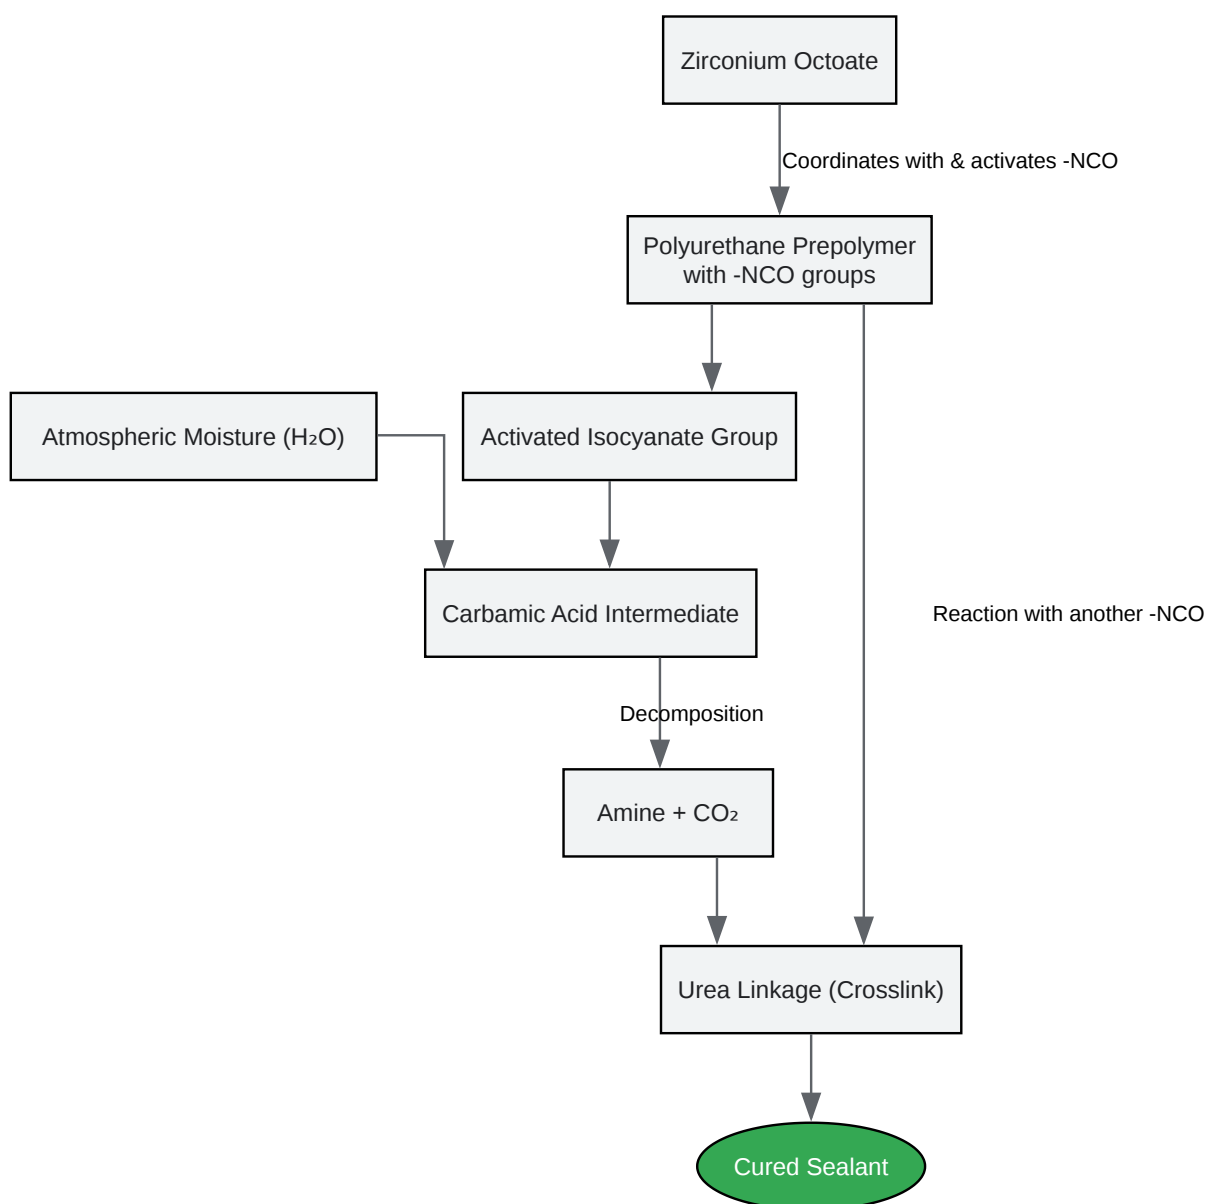 Zirconium Octoate
Coordinates with & activates -NCO
Polyurethane Prepolymer
with -NCO groups
Atmospheric Moisture (H₂O)
Activated Isocyanate Group
Carbamic Acid Intermediate
Reaction with another -NCO
Decomposition
Amine + CO₂
Urea Linkage (Crosslink)
Cured Sealant